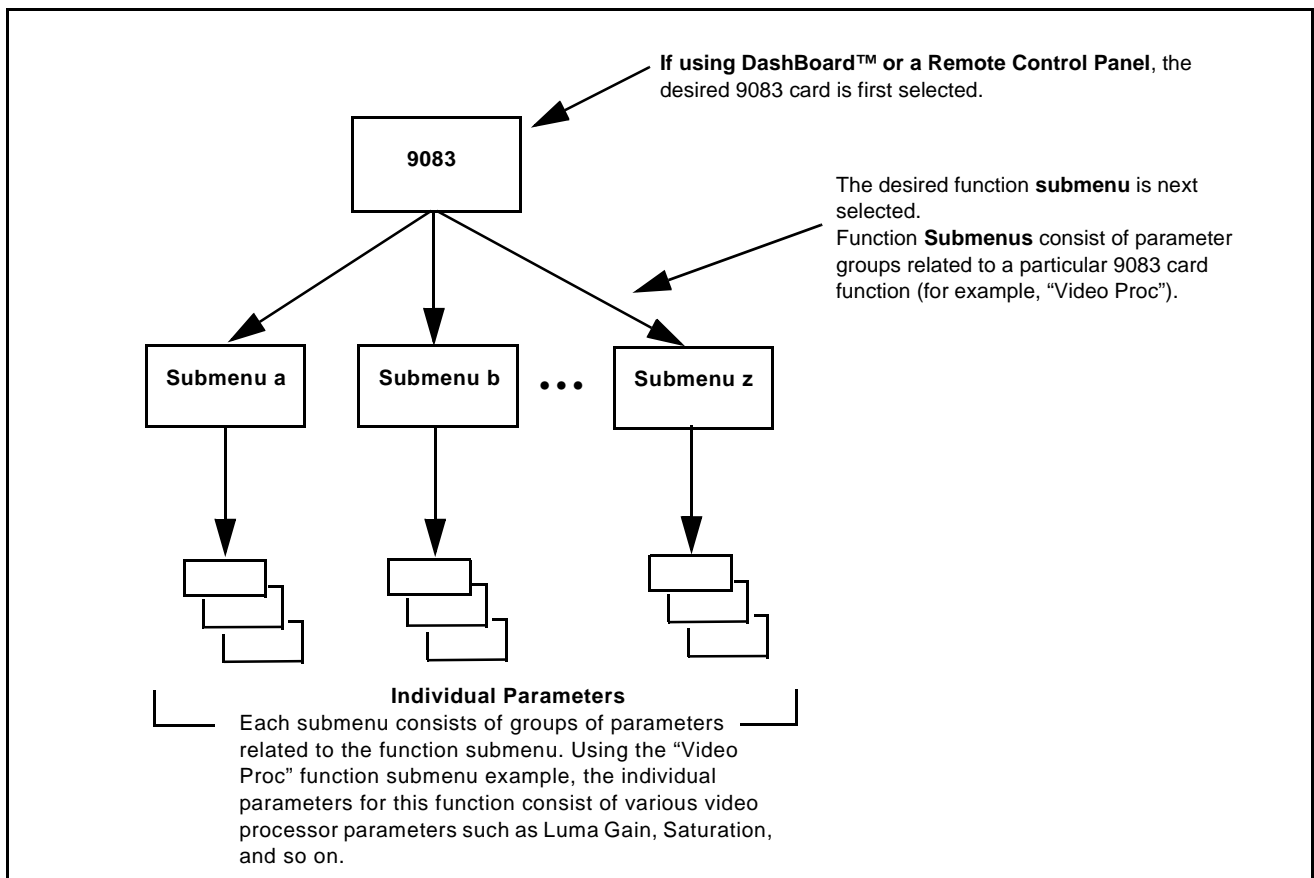 If using DashBoard™ or a Remote Control Panel, the
desired 9083 card is first selected.
9083
The desired function submenu is next
selected.
Function Submenus consist of parameter
groups related to a particular 9083 card
function (for example, “Video Proc”).
Submenu a
Submenu b
• • •
Submenu z
Individual Parameters
Each submenu consists of groups of parameters
related to the function submenu. Using the “Video
Proc” function submenu example, the individual
parameters for this function consist of various video
processor parameters such as Luma Gain, Saturation,
and so on.